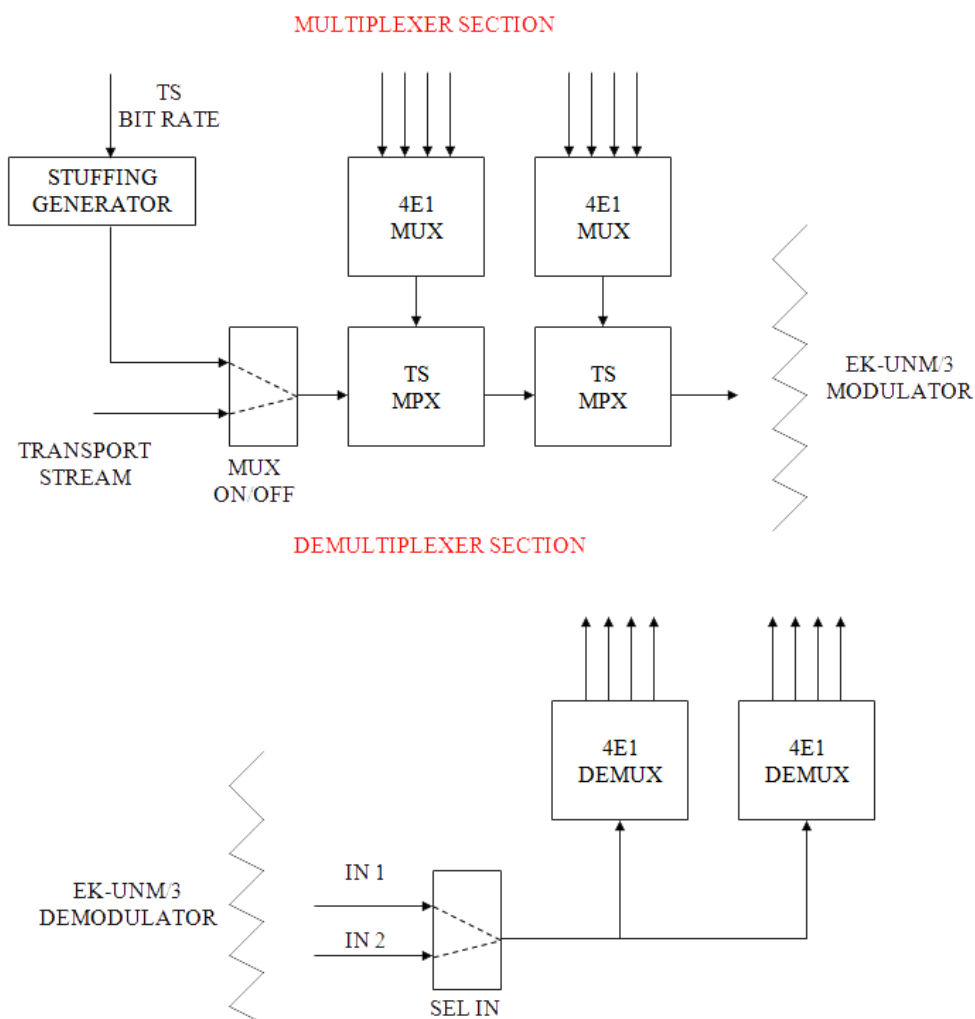 MULTIPLEXER SECTION
TS
BIT RATE
STUFFING
GENERATOR
4E1
MUX
4E1
MUX
TS
MPX
TS
MPX
EK-UNM/3
MODULATOR
TRANSPORT
STREAM
MUX
ON/OFF
DEMULTIPLEXER SECTION
4E1
DEMUX
4E1
DEMUX
EK-UNM/3
DEMODULATOR
IN 1
IN 2
SEL IN